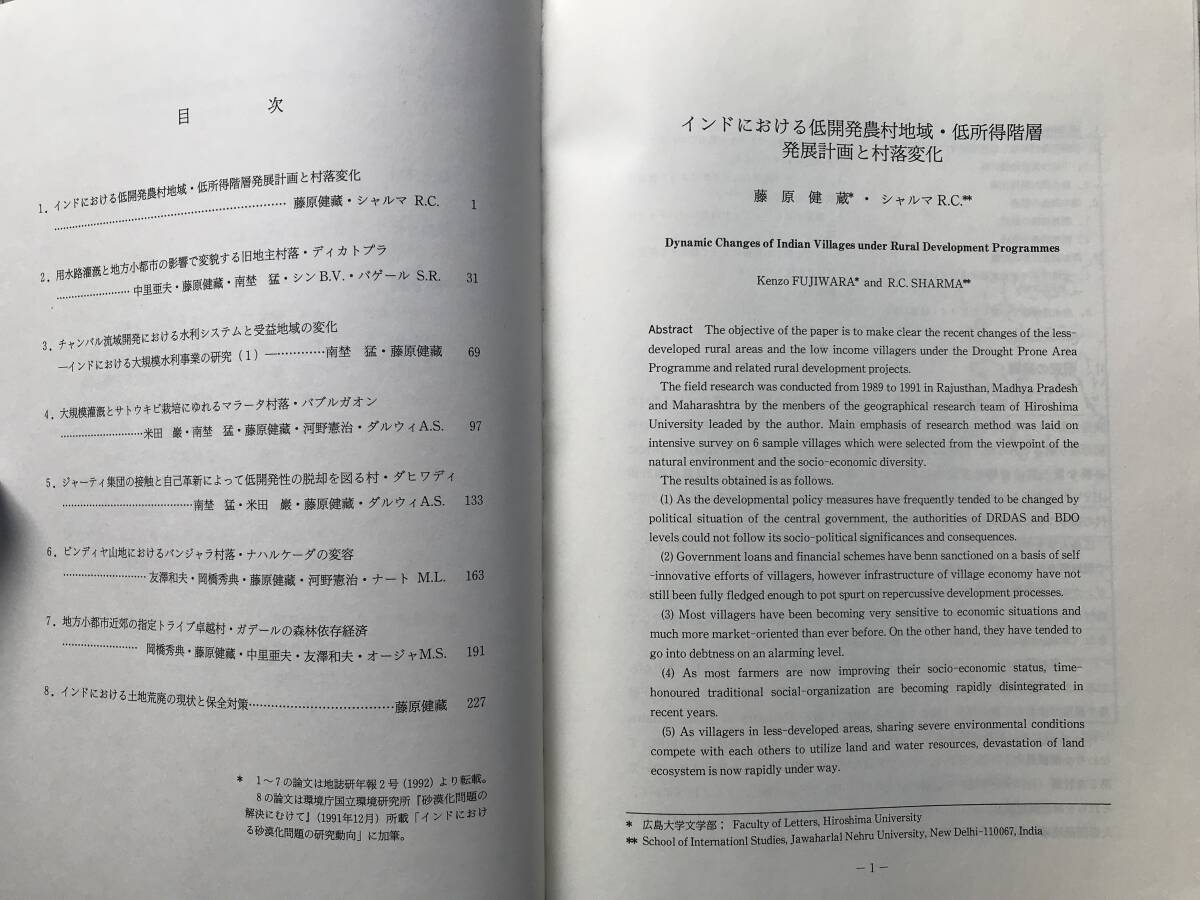 目 次
1. インドにおける低開発農村地域・低所得階層発展計画と村落変化
藤原健藏・シャルマ R.C. 1
2. 用水路灌漑と地方小都市の影響で変貌する旧地主村落・ディカトプラ
中里亜夫・藤原健藏・南埜 猛・シンB.V.・バゲール S.R. 31
3. チャンバル流域開発における水利システムと受益地域の変化
―インドにおける大規模水利事業の研究(1)―…………南埜 猛・藤原健藏 69
4. 大規模灌漑とサトウキビ栽培にゆれるマラータ村落・バブルガオン
米田 巖・南埜 猛・藤原健藏・河野憲治・ダルウィA.S. 97
5. ジャーティ集団の接触と自己革新によって低開発性の脱却を図る村・ダヒワディ
南埜 猛・米田 巖・藤原健藏・ダルウィA.S. 133
6. ビンディヤ山地におけるバンジャラ村落・ナハルケーダの変容
友澤和夫・岡橋秀典・藤原健藏・河野憲治・ナート M.L. 163
7. 地方小都市近郊の指定トライブ卓越村・ガデールの森林依存経済
岡橋秀典・藤原健藏・中里亜夫・友澤和夫・オージャM.S. 191
8. インドにおける土地荒廃の現状と保全対策…………………………………藤原健藏 227
* 1~7の論文は地誌研年報2号(1992)より転載。
8の論文は環境庁国立環境研究所『砂漠化問題の
解決にむけて』(1991年12月)所載「インドにおけ
る砂漠化問題の研究動向」に加筆。
インドにおける低開発農村地域・低所得階層
発展計画と村落変化
藤 原 健 藏*・シャルマ R.C.**
Dynamic Changes of Indian Villages under Rural Development Programmes
Kenzo FUJIWARA* and R.C. SHARMA**
Abstract The objective of the paper is to make clear the recent changes of the less-
developed rural areas and the low income villagers under the Drought Prone Area
Programme and related rural development projects.
The field research was conducted from 1989 to 1991 in Rajusthan, Madhya Pradesh
and Maharashtra by the menbers of the geographical research team of Hiroshima
University leaded by the author. Main emphasis of research method was laid on
intensive survey on 6 sample villages which were selected from the viewpoint of the
natural environment and the socio-economic diversity.
The results obtained is as follows.
(1) As the developmental policy measures have frequently tended to be changed by
political situation of the central government, the authorities of DRDAS and BDO
levels could not follow its socio-political significances and consequences.
(2) Government loans and financial schemes have benn sanctioned on a basis of self
-innovative efforts of villagers, however infrastructure of village economy have not
still been fully fledged enough to pot spurt on repercussive development processes.
(3) Most villagers have been becoming very sensitive to economic situations and
much more market-oriented than ever before. On the other hand, they have tended to
go into debtness on an alarming level.
(4) As most farmers are now improving their socio-economic status, time-
honoured traditional social-organization are becoming rapidly disintegrated in
recent years.
(5) As villagers in less-developed areas, sharing severe environmental conditions
compete with each others to utilize land and water resources, devastation of land
ecosystem is now rapidly under way.
* 広島大学文学部; Faculty of Letters, Hiroshima University
** School of Internationl Studies, Jawaharlal Nehru University, New Delhi-110067, India
―1―